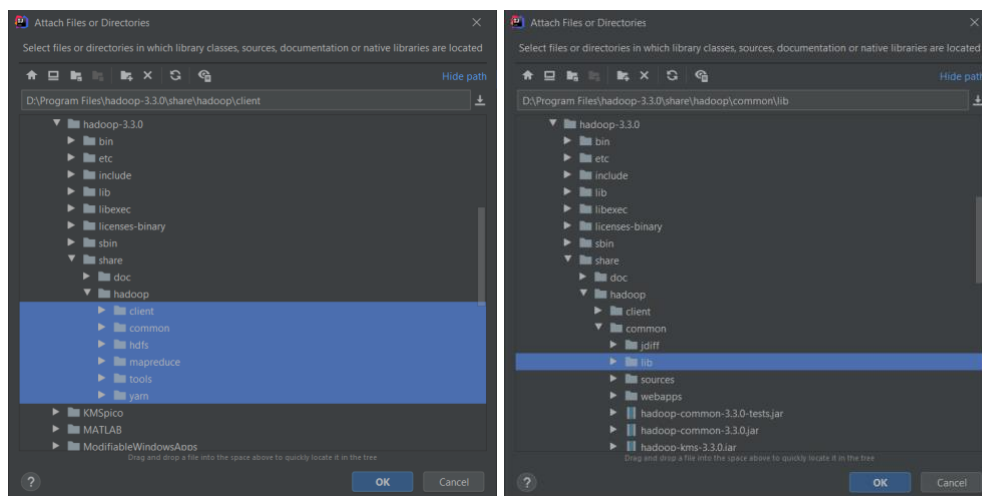 Attach Files or Directories
Select files or directories in which library classes, sources, documentation or native libraries are located
Hide path
D:\Program Files\hadoop-3.3.0\share\hadoop\client
hadoop-3.3.0
bin
etc
include
lib
libexec
licenses-binary
sbin
share
doc
hadoop
client
common
hdfs
mapreduce
tools
yarn
KMSpico
MATLAB
ModifiableWindowsApps
Drag and drop a file into the space above to quickly locate it in the tree
?
OK
Cancel
Attach Files or Directories
Select files or directories in which library classes, sources, documentation or native libraries are located
Hide path
D:\Program Files\hadoop-3.3.0\share\hadoop\common\lib
hadoop-3.3.0
bin
etc
include
lib
libexec
licenses-binary
sbin
share
doc
hadoop
client
common
jdiff
lib
sources
webapps
hadoop-common-3.3.0-tests.jar
hadoop-common-3.3.0.jar
hadoop-kms-3.3.0.jar
Drag and drop a file into the space above to quickly locate it in the tree
?
OK
Cancel